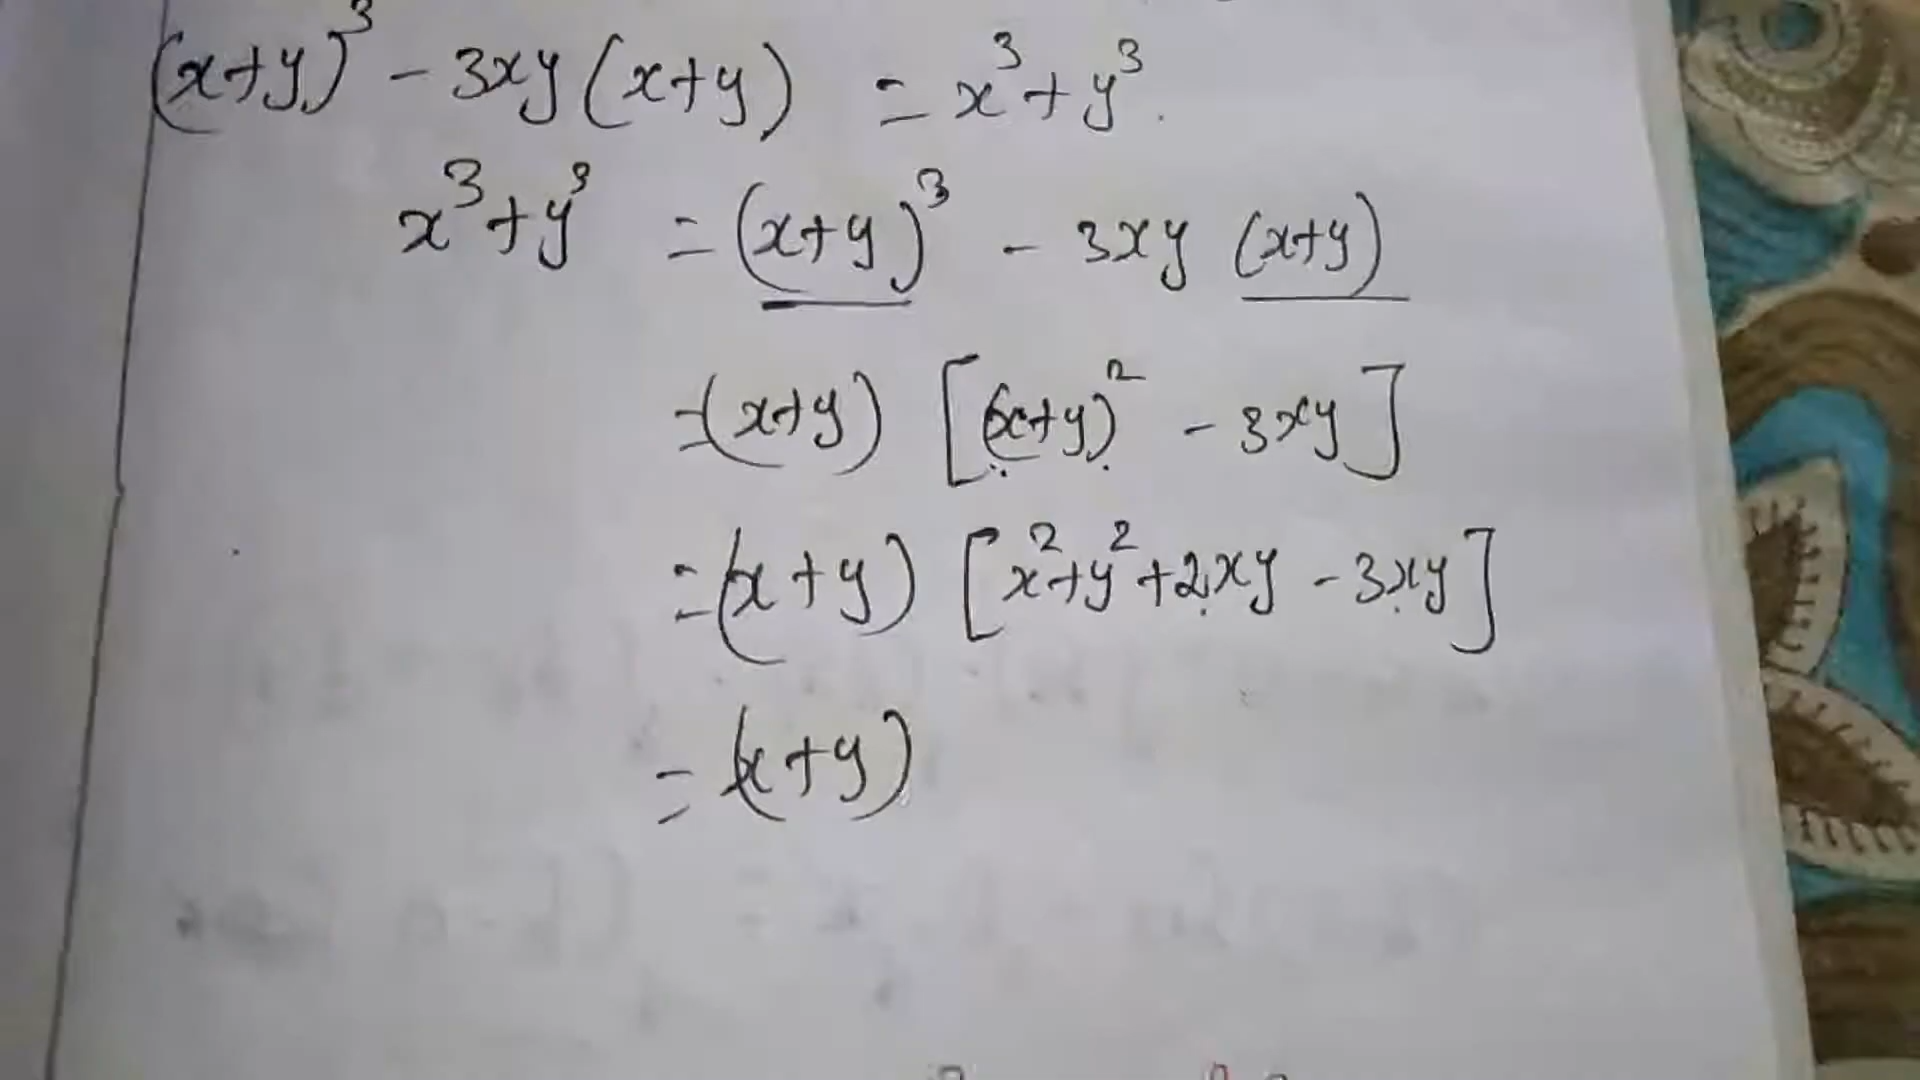 (x+y)³ - 3xy(x+y) = x³+y³.
x³+y³ = (x+y)³ - 3xy (x+y)
=(x+y) [(x+y)² - 3xy]
=(x+y) [x²+y²+2xy - 3xy]
= (x+y)